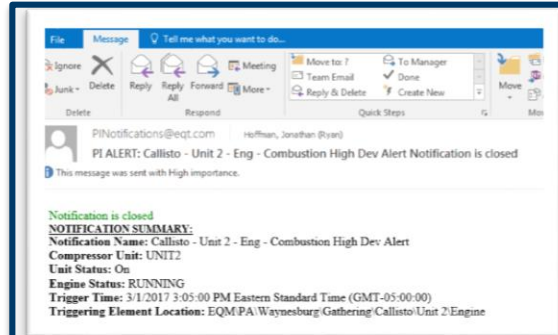 File Message Tell me what you want to do...
Ignore Meeting Move to: ? To Manager
Junk Delete Reply Reply All Forward More Team Email Done Move
Reply & Delete Create New
Delete Respond Quick Steps
PINotifications@eqt.com Hoffman, Jonathan (Ryan)
PI ALERT: Callisto - Unit 2 - Eng - Combustion High Dev Alert Notification is closed
This message was sent with High importance.
Notification is closed
NOTIFICATION SUMMARY:
Notification Name: Callisto - Unit 2 - Eng - Combustion High Dev Alert
Compressor Unit: UNIT2
Unit Status: On
Engine Status: RUNNING
Trigger Time: 3/1/2017 3:05:00 PM Eastern Standard Time (GMT-05:00:00)
Triggering Element Location: EQM\PA\Waynesburg\Gathering\Callisto\Unit 2\Engine